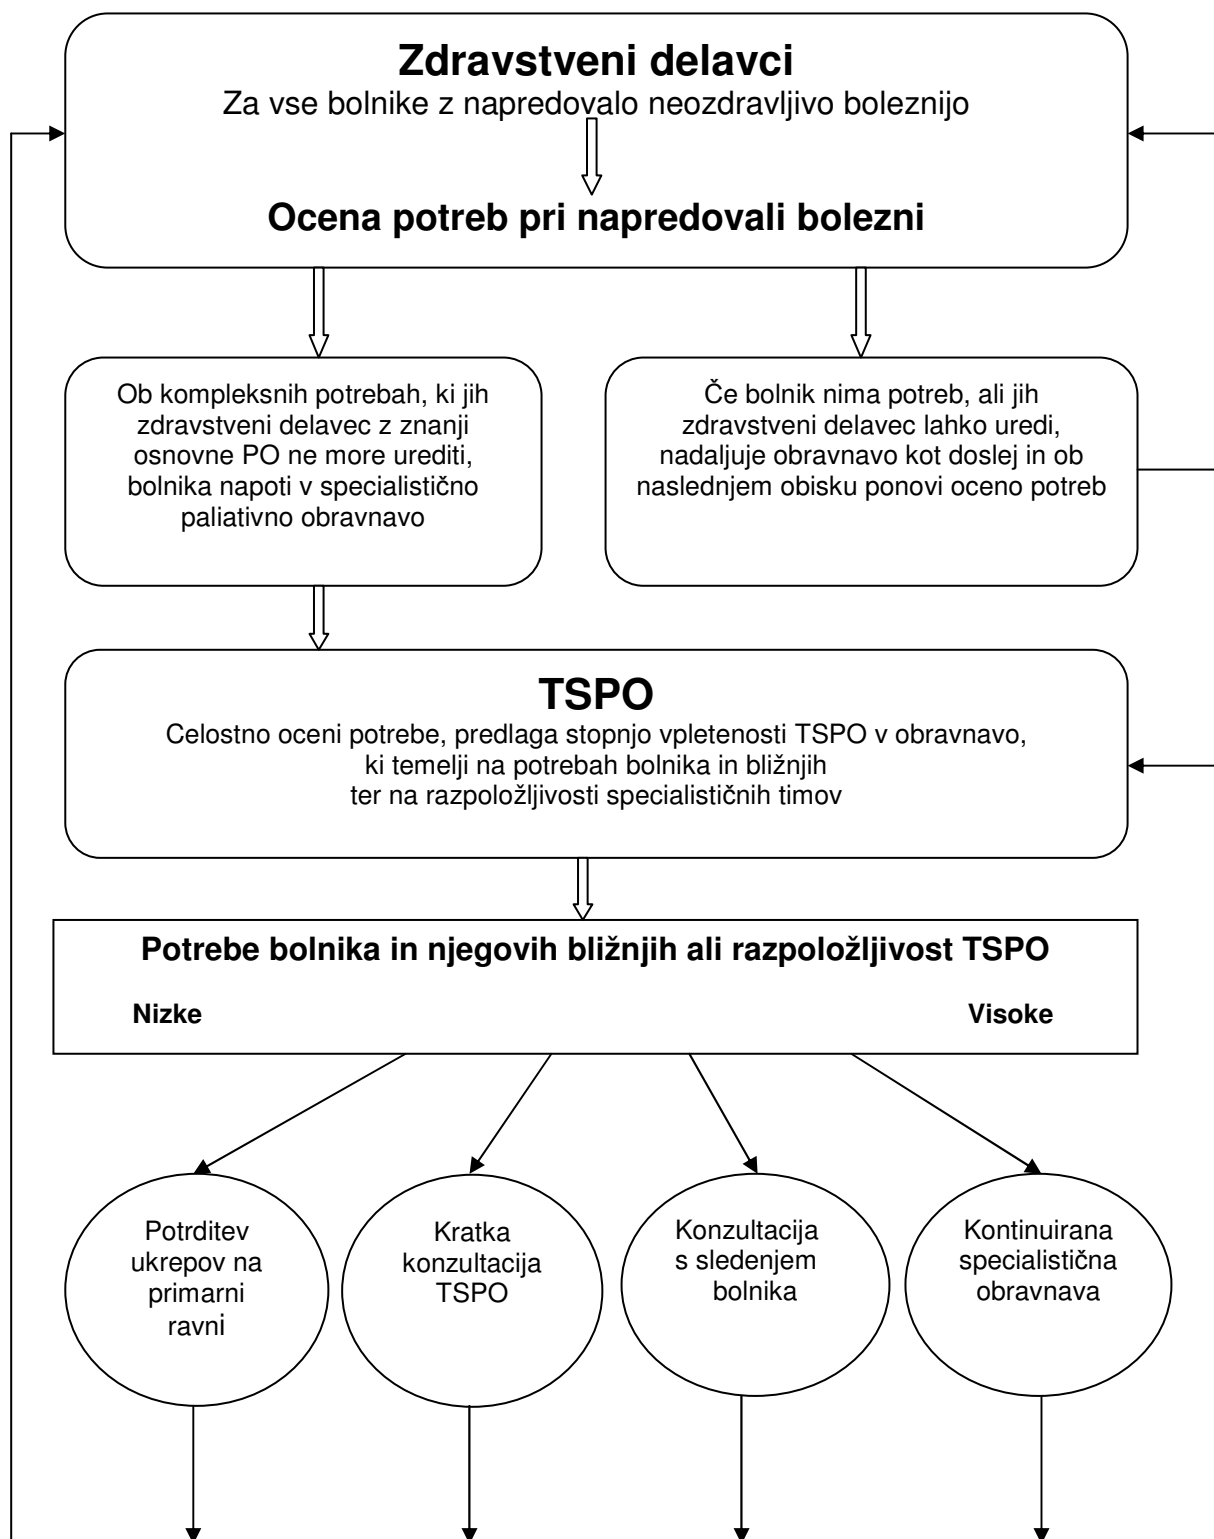 Zdravstveni delavci
Za vse bolnike z napredovalo neozdravljivo boleznijo
Ocena potreb pri napredovali bolezni
Ob kompleksnih potrebah, ki jih
zdravstveni delavec z znanji
osnovne PO ne more urediti,
bolnika napoti v specialistično
paliativno obravnavo
Če bolnik nima potreb, ali jih
zdravstveni delavec lahko uredi,
nadaljuje obravnavo kot doslej in ob
naslednjem obisku ponovi oceno potreb
TSPO
Celostno oceni potrebe, predlaga stopnjo vpletenosti TSPO v obravnavo,
ki temelji na potrebah bolnika in bližnjih
ter na razpoložljivosti specialističnih timov
Potrebe bolnika in njegovih bližnjih ali razpoložljivost TSPO
Nizke
Visoke
Potrditev
ukrepov na
primarni
ravni
Kratka
konzultacija
TSPO
Konzultacija
s sledenjem
bolnika
Kontinuirana
specialistična
obravnava